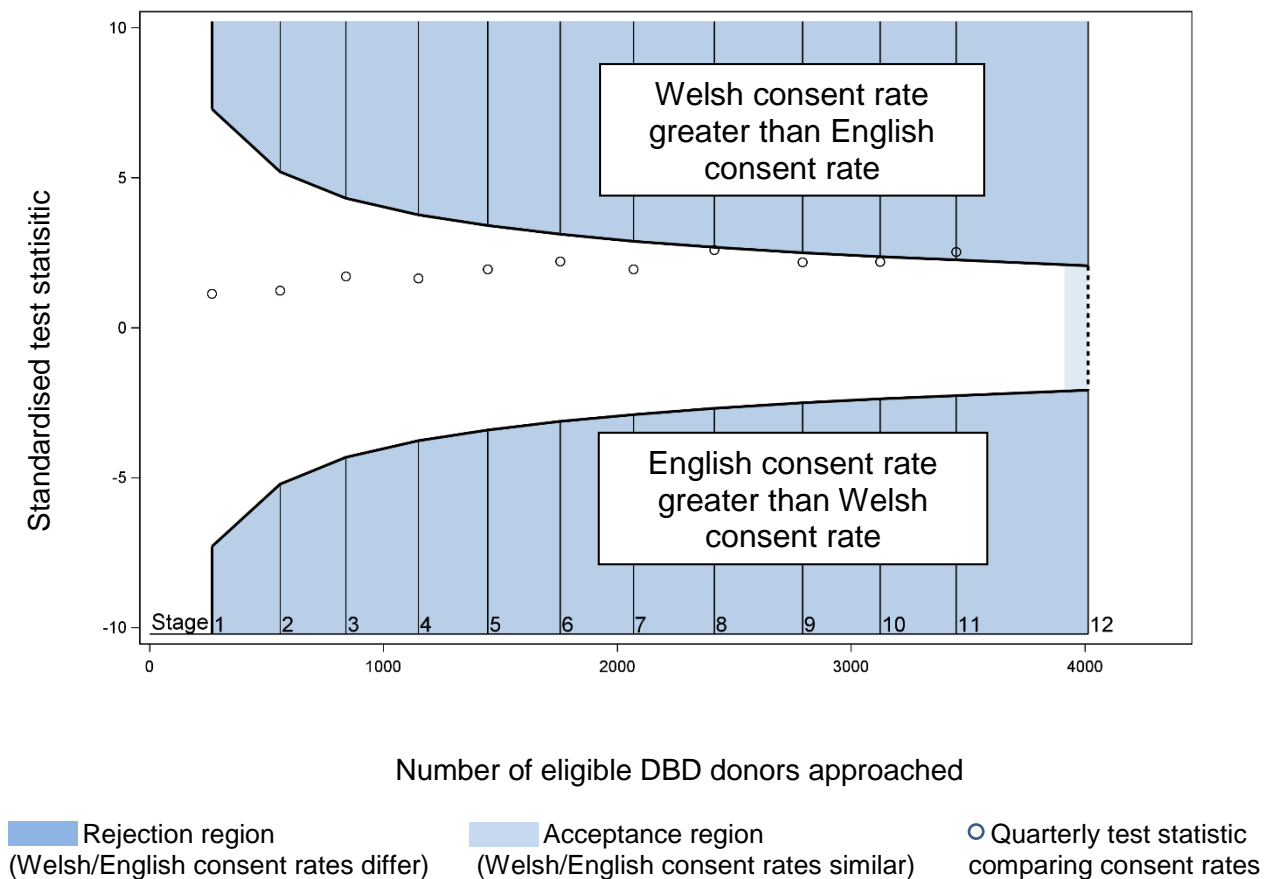 10
5
0
-5
-10
Standardised test statisitic
Welsh consent rate
greater than English
consent rate
English consent rate
greater than Welsh
consent rate
Stage 1 2 3 4 5 6 7 8 9 10 11 12
0 1000 2000 3000 4000
Number of eligible DBD donors approached
Rejection region
(Welsh/English consent rates differ)
Acceptance region
(Welsh/English consent rates similar)
Quarterly test statistic
comparing consent rates